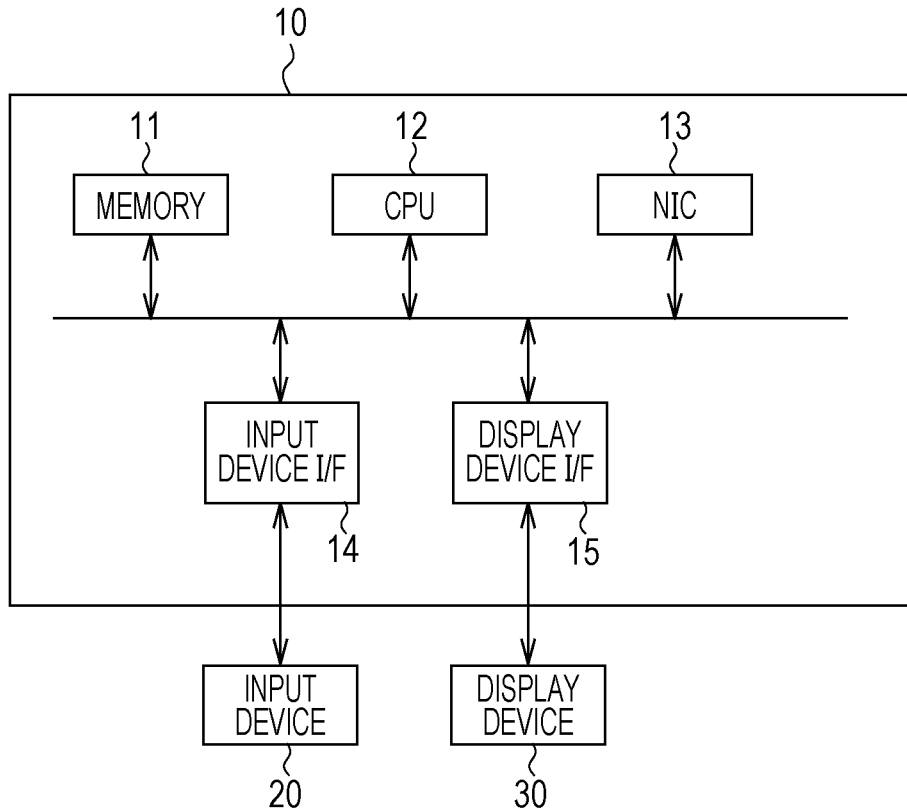 10
11
12
13
MEMORY
CPU
NIC
INPUT
DEVICE I/F
DISPLAY
DEVICE I/F
14
15
INPUT
DEVICE
DISPLAY
DEVICE
20
30